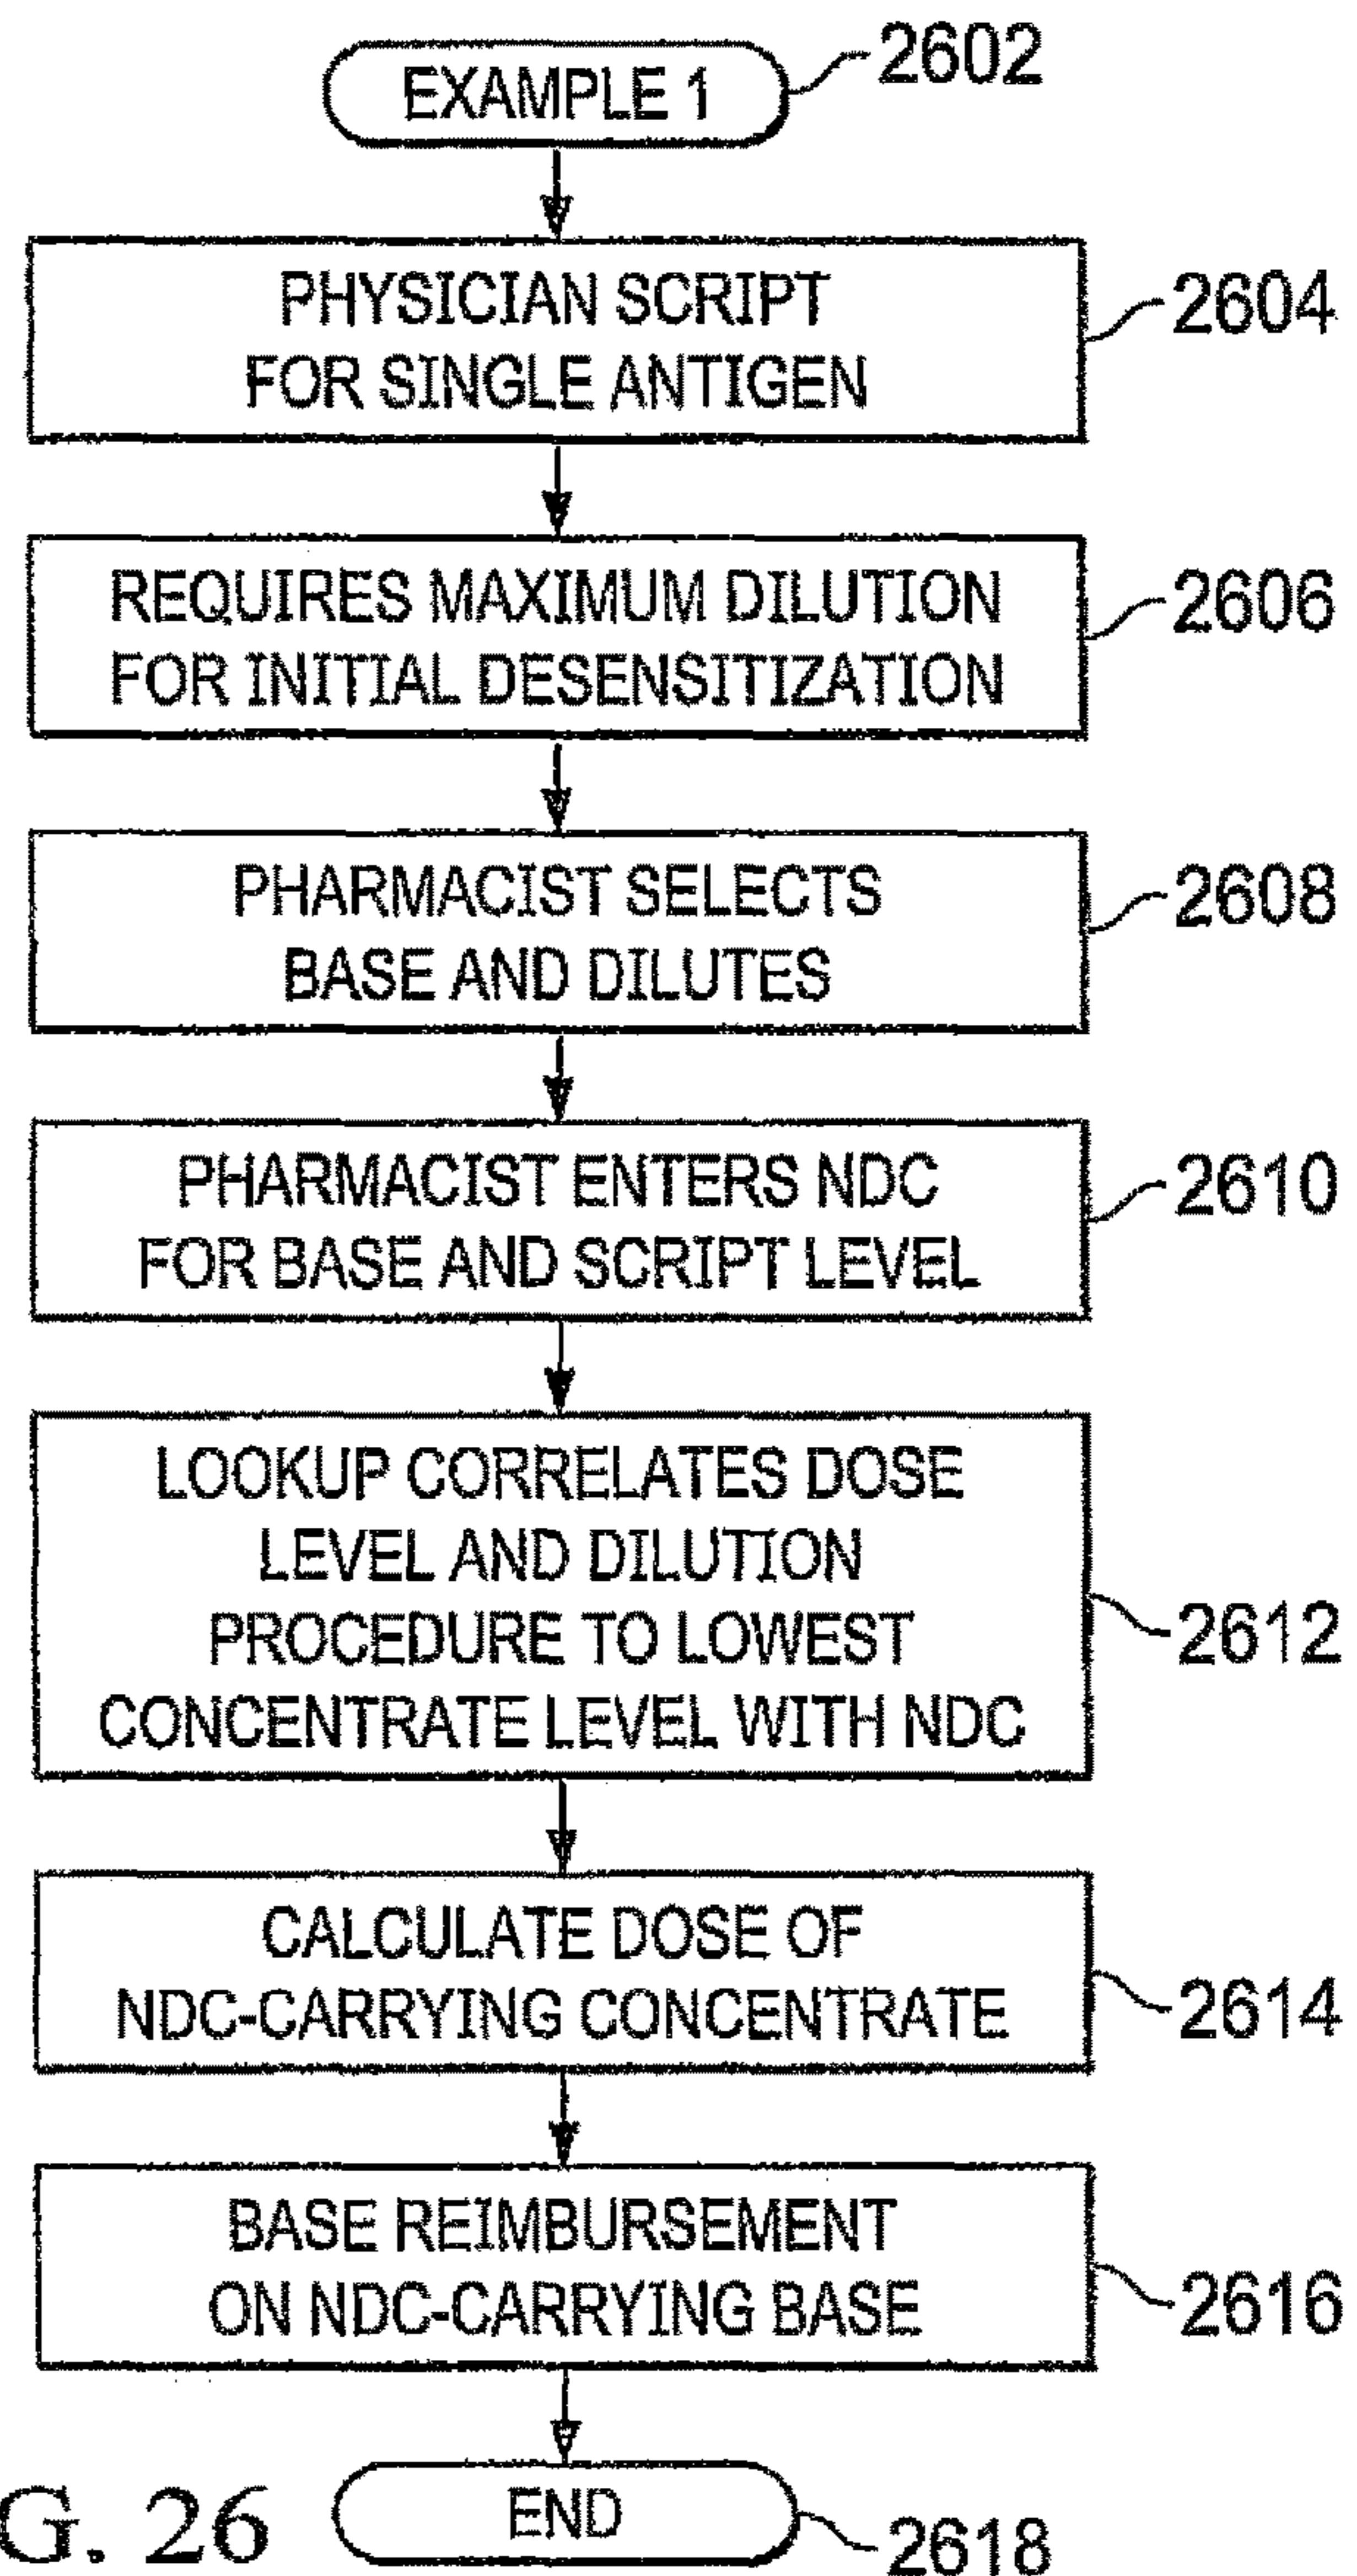 EXAMPLE 1
2602
PHYSICIAN SCRIPT
FOR SINGLE ANTIGEN
2604
REQUIRES MAXIMUM DILUTION
FOR INITIAL DESENSITIZATION
2606
PHARMACIST SELECTS
BASE AND DILUTES
2608
PHARMACIST ENTERS NDC
FOR BASE AND SCRIPT LEVEL
2610
LOOKUP CORRELATES DOSE
LEVEL AND DILUTION
PROCEDURE TO LOWEST
CONCENTRATE LEVEL WITH NDC
2612
CALCULATE DOSE OF
NDC-CARRYING CONCENTRATE
2614
BASE REIMBURSEMENT
ON NDC-CARRYING BASE
2616
END
2618
G. 26